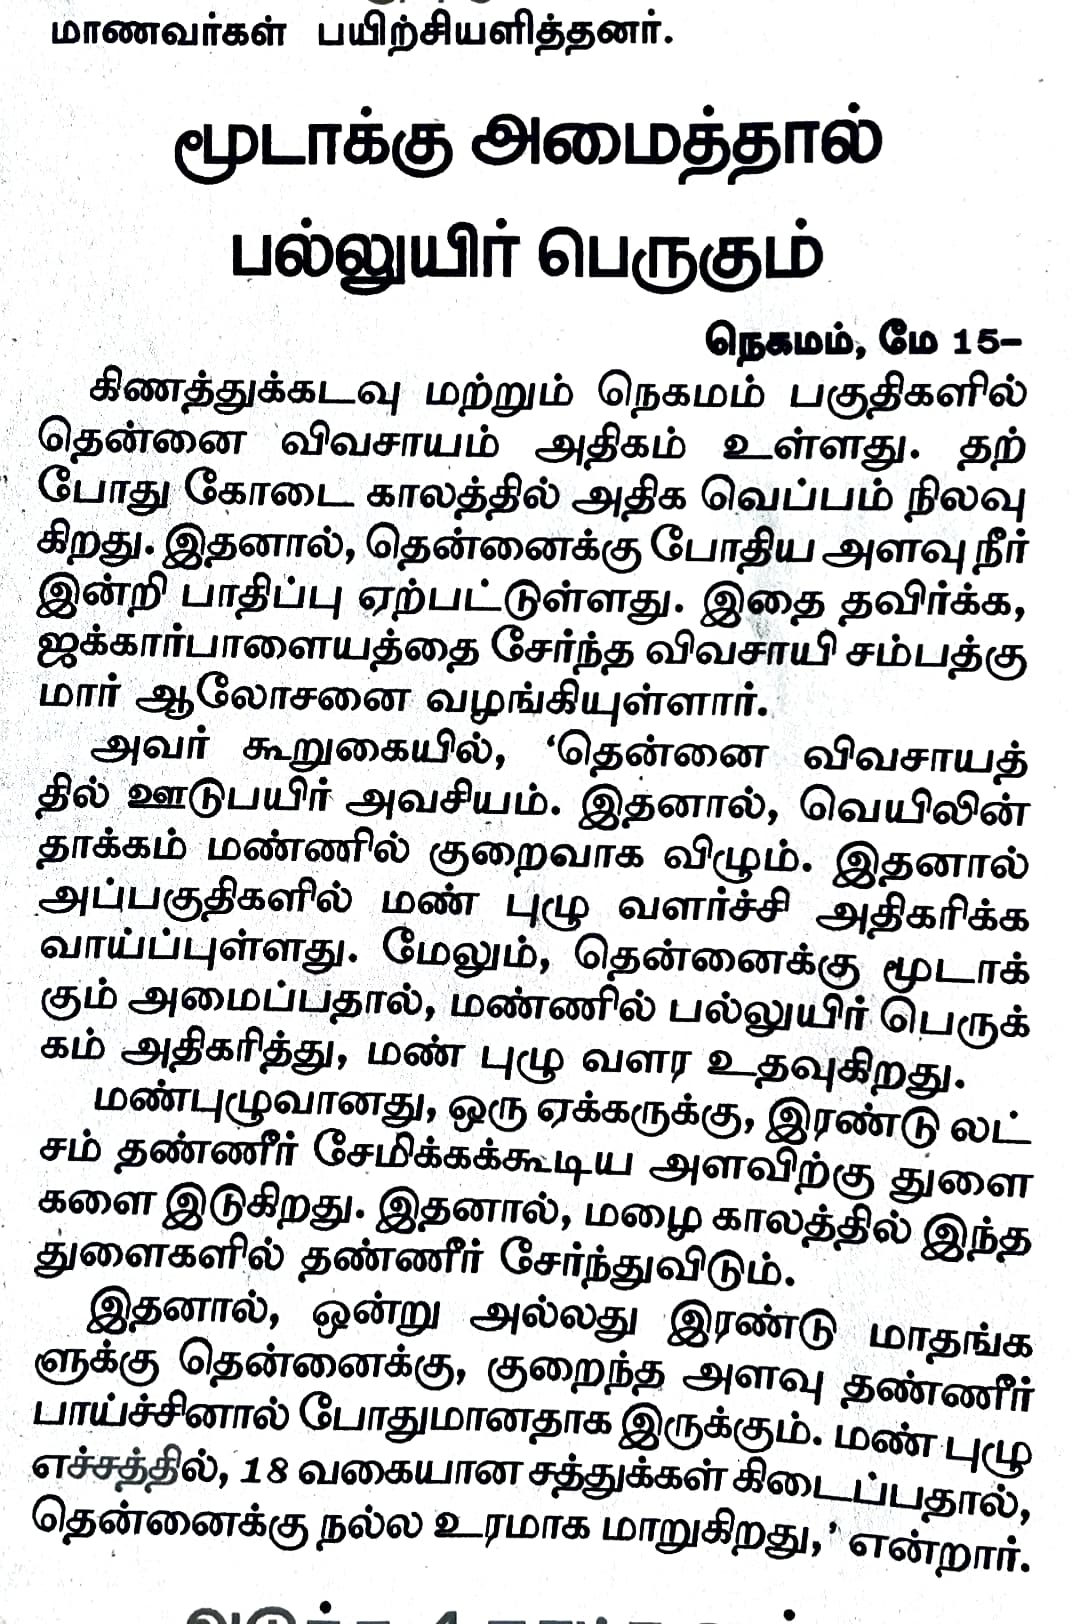 மாணவர்கள் பயிற்சியளித்தனர்.
மூடாக்கு அமைத்தால்
பல்லுயிர் பெருகும்
நெகமம், மே 15–
கிணத்துக்கடவு மற்றும் நெகமம் பகுதிகளில்
தென்னை விவசாயம் அதிகம் உள்ளது. தற்
போது கோடை காலத்தில் அதிக வெப்பம் நிலவு
கிறது. இதனால், தென்னைக்கு போதிய அளவு நீர்
இன்றி பாதிப்பு ஏற்பட்டுள்ளது. இதை தவிர்க்க,
ஜக்கார்பாளையத்தை சேர்ந்த விவசாயி சம்பத்கு
மார் ஆலோசனை வழங்கியுள்ளார்.
அவர் கூறுகையில், ‘தென்னை விவசாயத்
தில் ஊடுபயிர் அவசியம். இதனால், வெயிலின்
தாக்கம் மண்ணில் குறைவாக விழும். இதனால்
அப்பகுதிகளில் மண் புழு வளர்ச்சி அதிகரிக்க
வாய்ப்புள்ளது. மேலும், தென்னைக்கு மூடாக்
கும் அமைப்பதால், மண்ணில் பல்லுயிர் பெருக்
கம் அதிகரித்து, மண் புழு வளர உதவுகிறது.
மண்புழுவானது, ஒரு ஏக்கருக்கு, இரண்டு லட்
சம் தண்ணீர் சேமிக்கக்கூடிய அளவிற்கு துளை
களை இடுகிறது. இதனால், மழை காலத்தில் இந்த
துளைகளில் தண்ணீர் சேர்ந்துவிடும்.
இதனால், ஒன்று அல்லது இரண்டு மாதங்க
ளுக்கு தென்னைக்கு, குறைந்த அளவு தண்ணீர்
பாய்ச்சினால் போதுமானதாக இருக்கும். மண் புழு
எச்சத்தில், 18 வகையான சத்துக்கள் கிடைப்பதால்,
தென்னைக்கு நல்ல உரமாக மாறுகிறது,’ என்றார்.